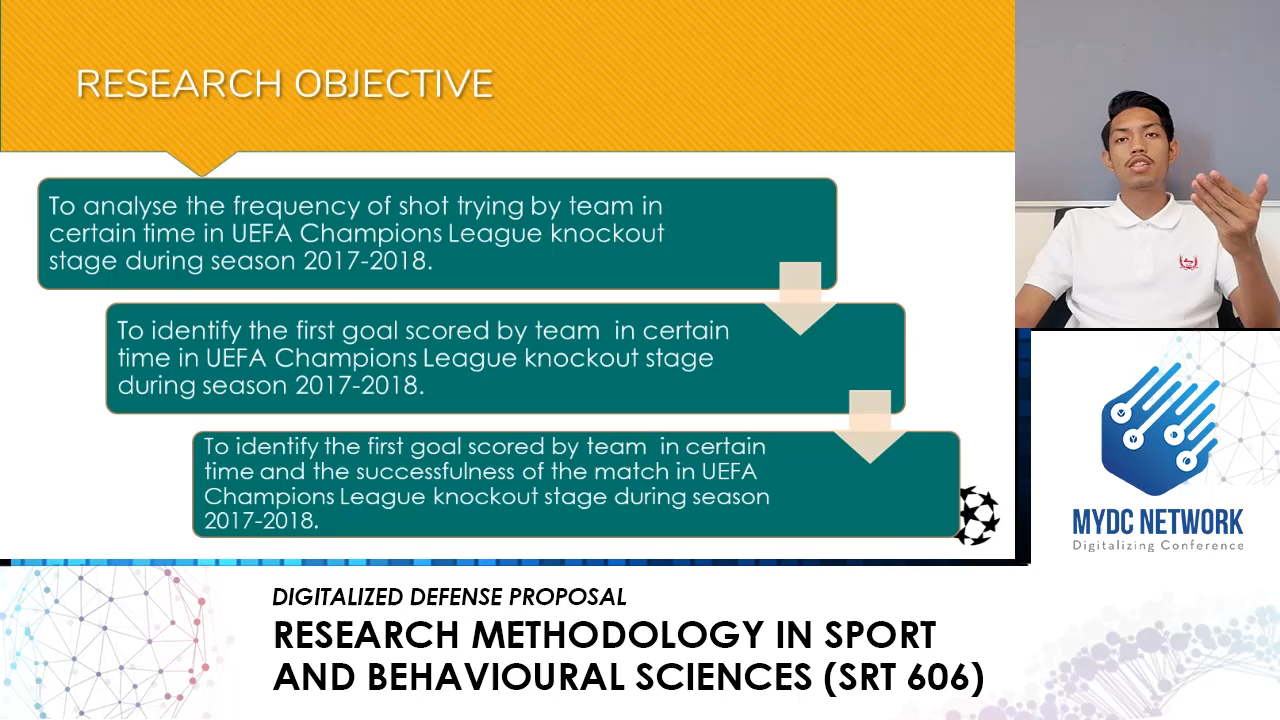 RESEARCH OBJECTIVE
To analyse the frequency of shot trying by team in
certain time in UEFA Champions League knockout
stage during season 2017-2018.
To identify the first goal scored by team in certain
time in UEFA Champions League knockout stage
during season 2017-2018.
To identify the first goal scored by team in certain
time and the successfulness of the match in UEFA
Champions League knockout stage during season
2017-2018.
MYDC NETWORK
Digitalizing Conference
DIGITALIZED DEFENSE PROPOSAL
RESEARCH METHODOLOGY IN SPORT
AND BEHAVIOURAL SCIENCES (SRT 606)